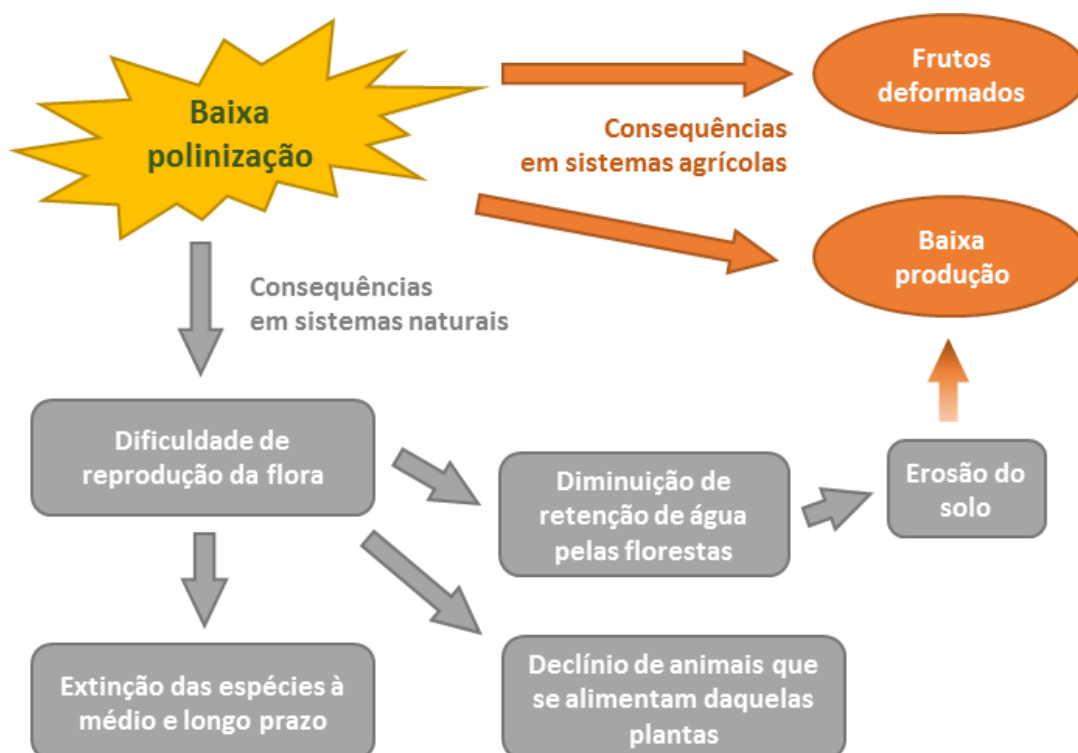 Baixa
polinização
Frutos
deformados
Consequências
em sistemas agrícolas
Baixa
produção
Consequências
em sistemas naturais
Dificuldade de
reprodução da flora
Diminuição de
retenção de água
pelas florestas
Erosão do
solo
Extinção das espécies à
médio e longo prazo
Declínio de animais que
se alimentam daquelas
plantas